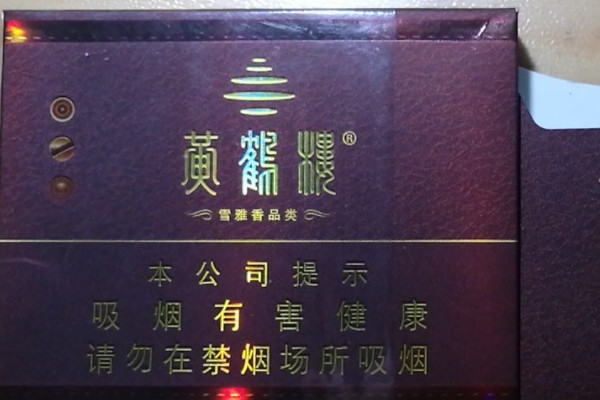 黄鹤楼®
雪雅香品类
本公司提示
吸烟有害健康
请勿在禁烟场所吸烟